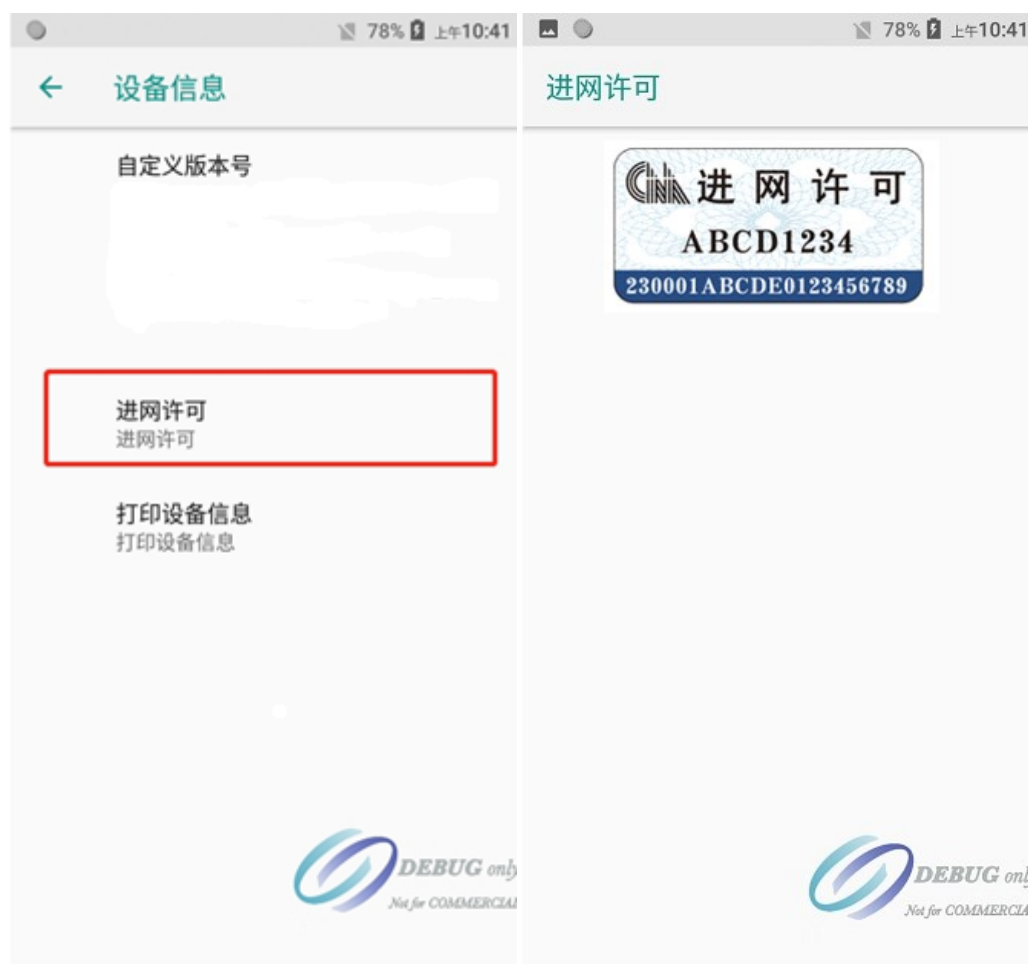 78% 上午10:41
设备信息
自定义版本号
进网许可
进网许可
打印设备信息
打印设备信息
DEBUG only
Not for COMMERCIAL
78% 上午10:41
进网许可
进网许可
ABCD1234
230001ABCDE0123456789
DEBUG onl
Not for COMMERCIA